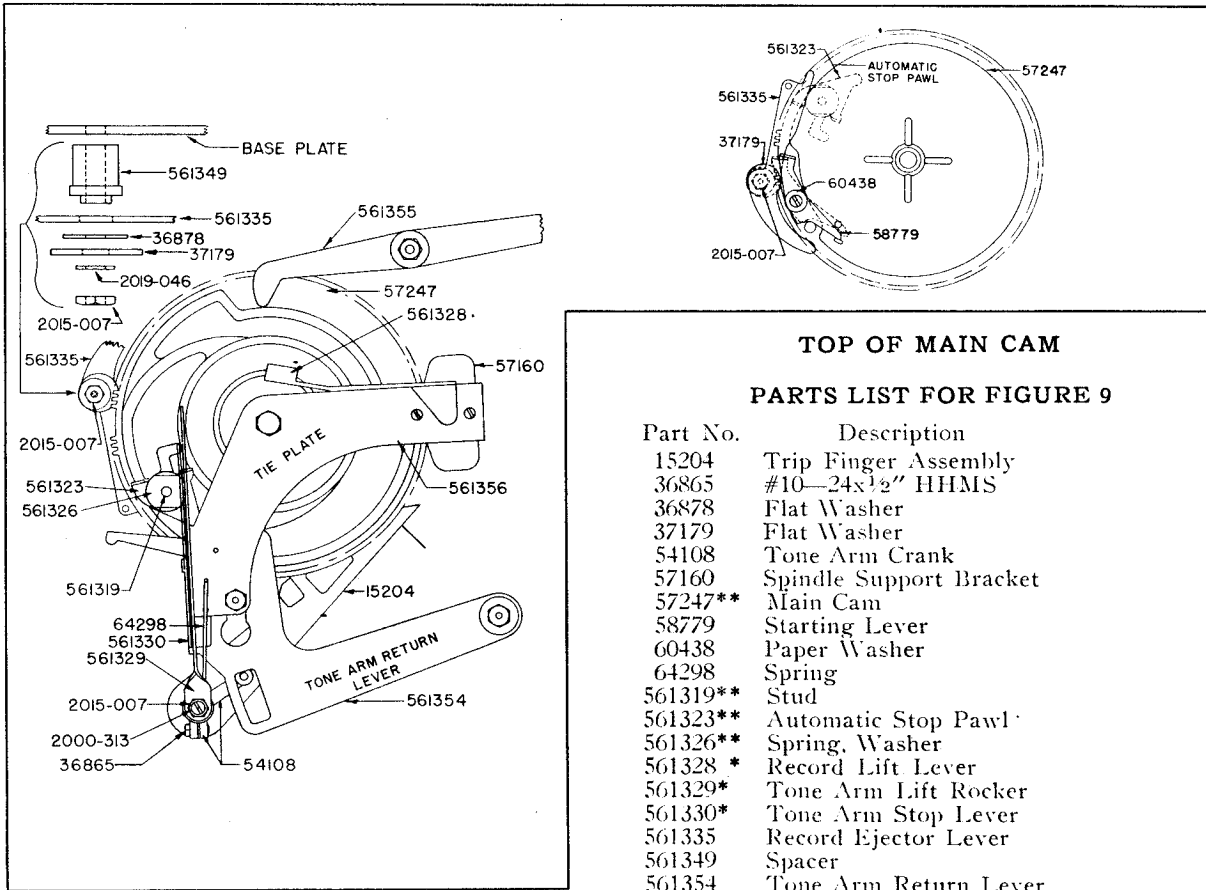 561323
AUTOMATIC
STOP PAWL
57247
561335
37179
60438
58779
2015-007
BASE PLATE
561349
561335
36878
37179
2019-046
2015-007
561355
57247
561328
57160
561335
2015-007
TIE PLATE
561356
561323
561326
561319
15204
64298
561330
561329
TONE ARM RETURN
LEVER
2015-007
561354
2000-313
36865
54108
TOP OF MAIN CAM
PARTS LIST FOR FIGURE 9
Part No. Description
15204 Trip Finger Assembly
36865 #10—24x½″ HHMS
36878 Flat Washer
37179 Flat Washer
54108 Tone Arm Crank
57160 Spindle Support Bracket
57247** Main Cam
58779 Starting Lever
60438 Paper Washer
64298 Spring
561319** Stud
561323** Automatic Stop Pawl
561326** Spring, Washer
561328 * Record Lift Lever
561329* Tone Arm Lift Rocker
561330* Tone Arm Stop Lever
561335 Record Ejector Lever
561349 Spacer
561354 Tone Arm Return Lever